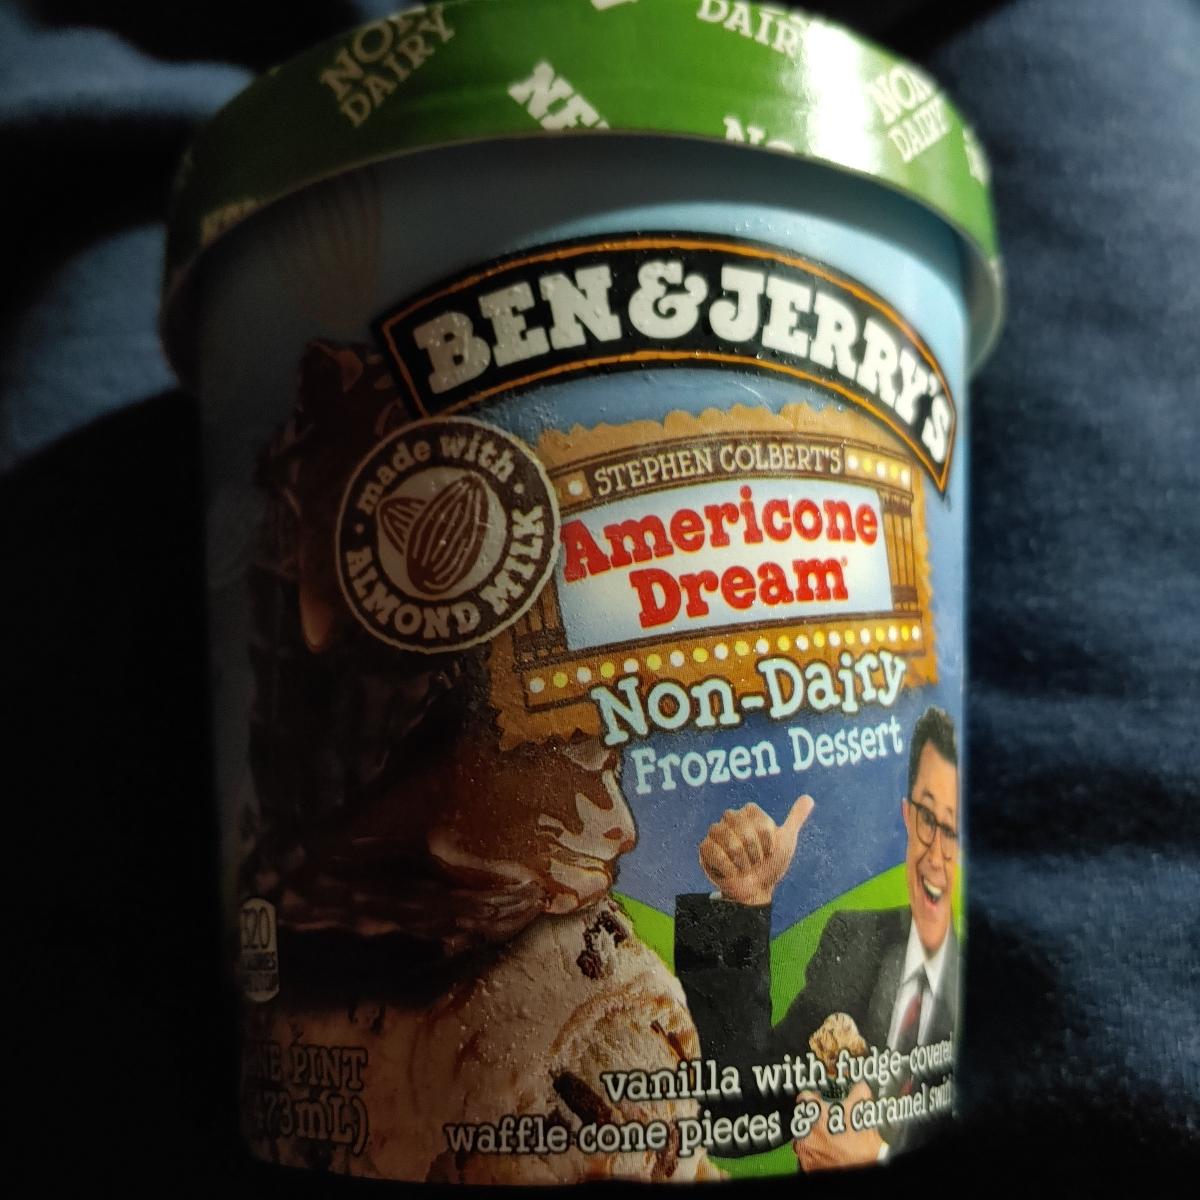 NON
DAIRY
DAIRY
NON
DAIRY
BEN & JERRY'S
made with
ALMOND MILK
STEPHEN COLBERT'S
Americone
Dream
Non-Dairy
Frozen Dessert
PINT
vanilla with fudge-covered
waffle cone pieces & a caramel